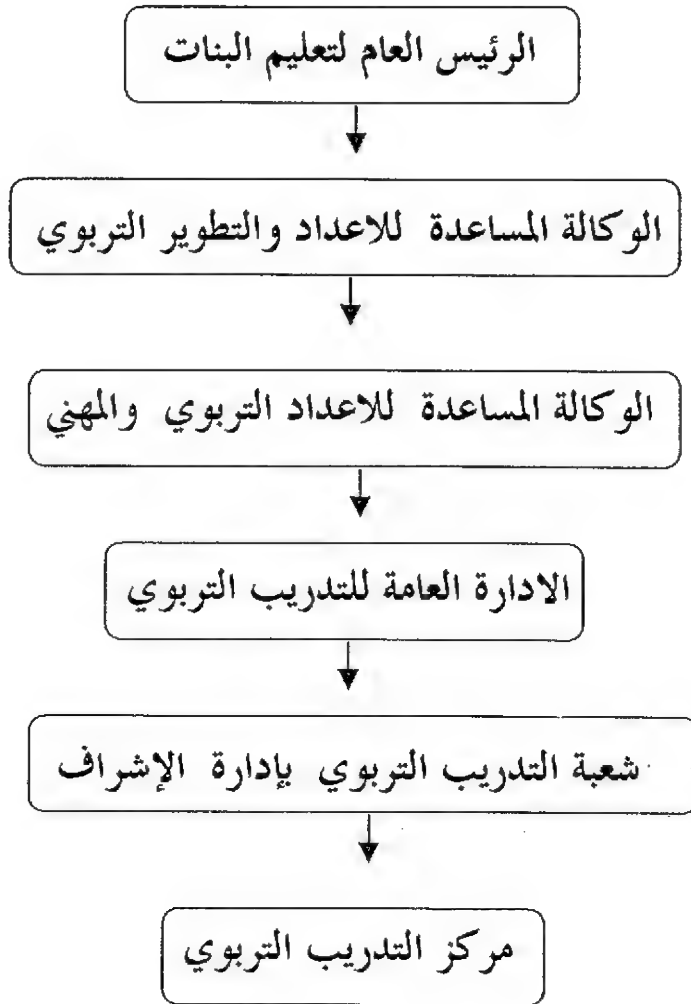 الرئيس العام لتعليم البنات
الوكالة المساعدة للاعداد والتطوير التربوي
الوكالة المساعدة للاعداد التربوي والمهني
الادارة العامة للتدريب التربوي
شعبة التدريب التربوي بإدارة الإشراف
مركز التدريب التربوي